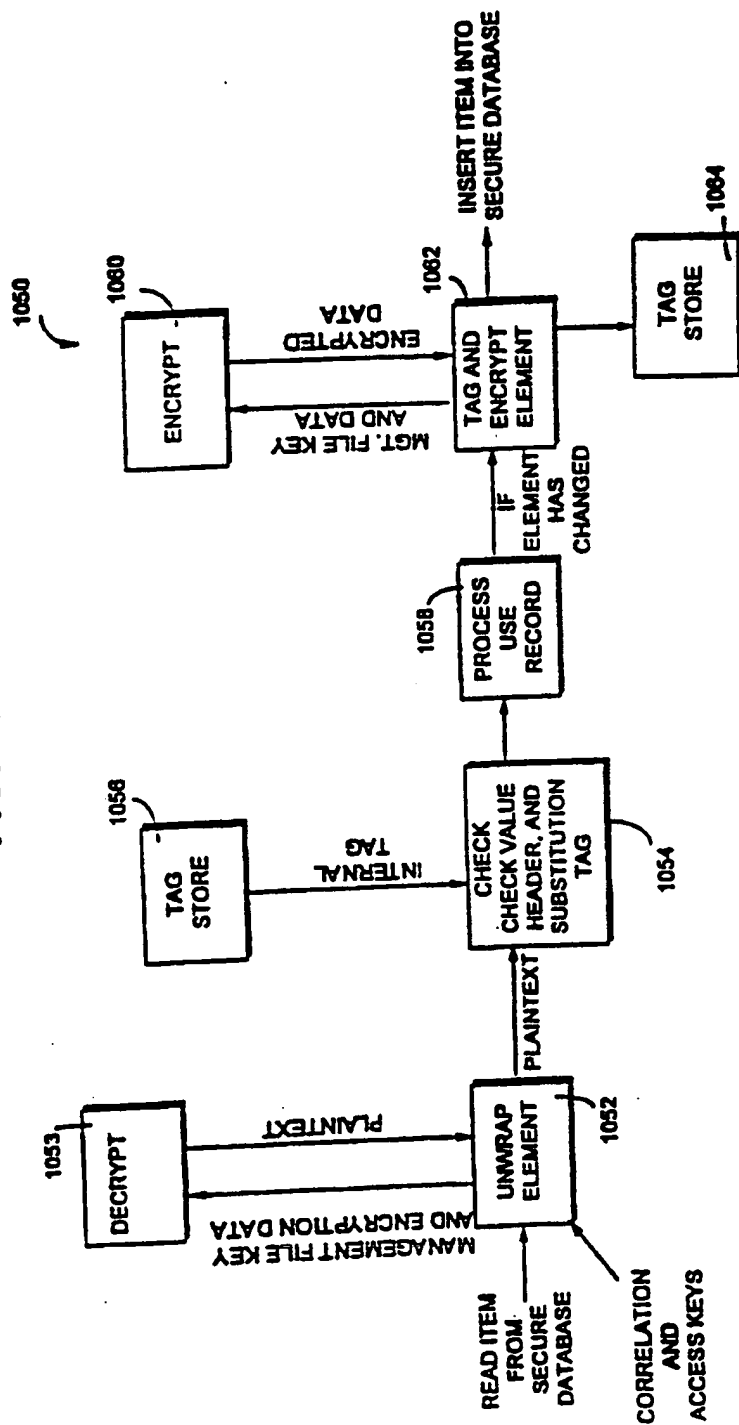 1050
1053
DECRYPT
MANAGEMENT FILE KEY
AND ENCRYPTION DATA
PLAINTEXT
READ ITEM
FROM
SECURE
DATABASE
UNWRAP
ELEMENT
1052
CORRELATION
AND
ACCESS KEYS
PLAINTEXT
1056
TAG
STORE
INTERNAL
TAG
CHECK
CHECK VALUE
HEADER, AND
SUBSTITUTION
TAG
1054
1058
PROCESS
USE
RECORD
IF
ELEMENT
HAS
CHANGED
1060
ENCRYPT
MGT. FILE KEY
AND DATA
ENCRYPTED
DATA
1062
TAG AND
ENCRYPT
ELEMENT
INSERT ITEM INTO
SECURE DATABASE
TAG
STORE
1064